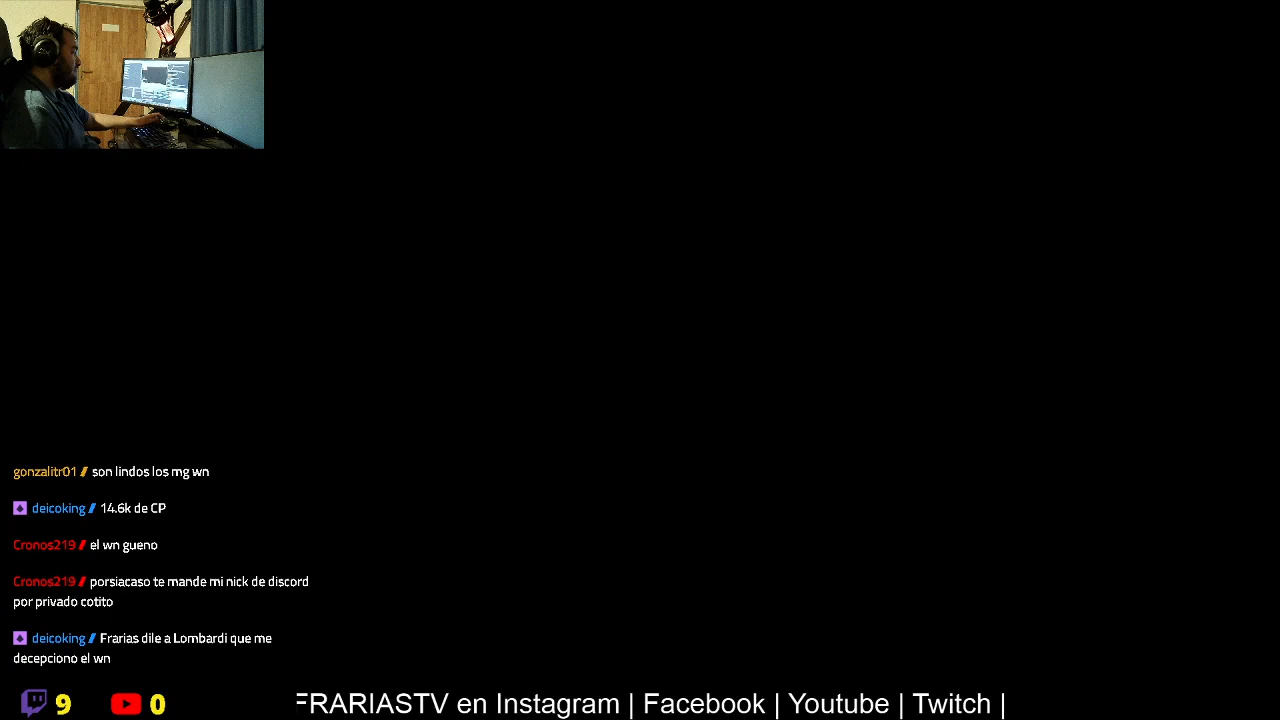 gonzalitr01 // son lindos los mg wn
deicoking // 14.6k de CP
Cronos219 // el wn gueno
Cronos219 // porsiacaso te mande mi nick de discord
por privado cotito
deicoking // Frarias dile a Lombardi que me
decepciono el wn
9 0 FRARIASTV en Instagram | Facebook | Youtube | Twitch |